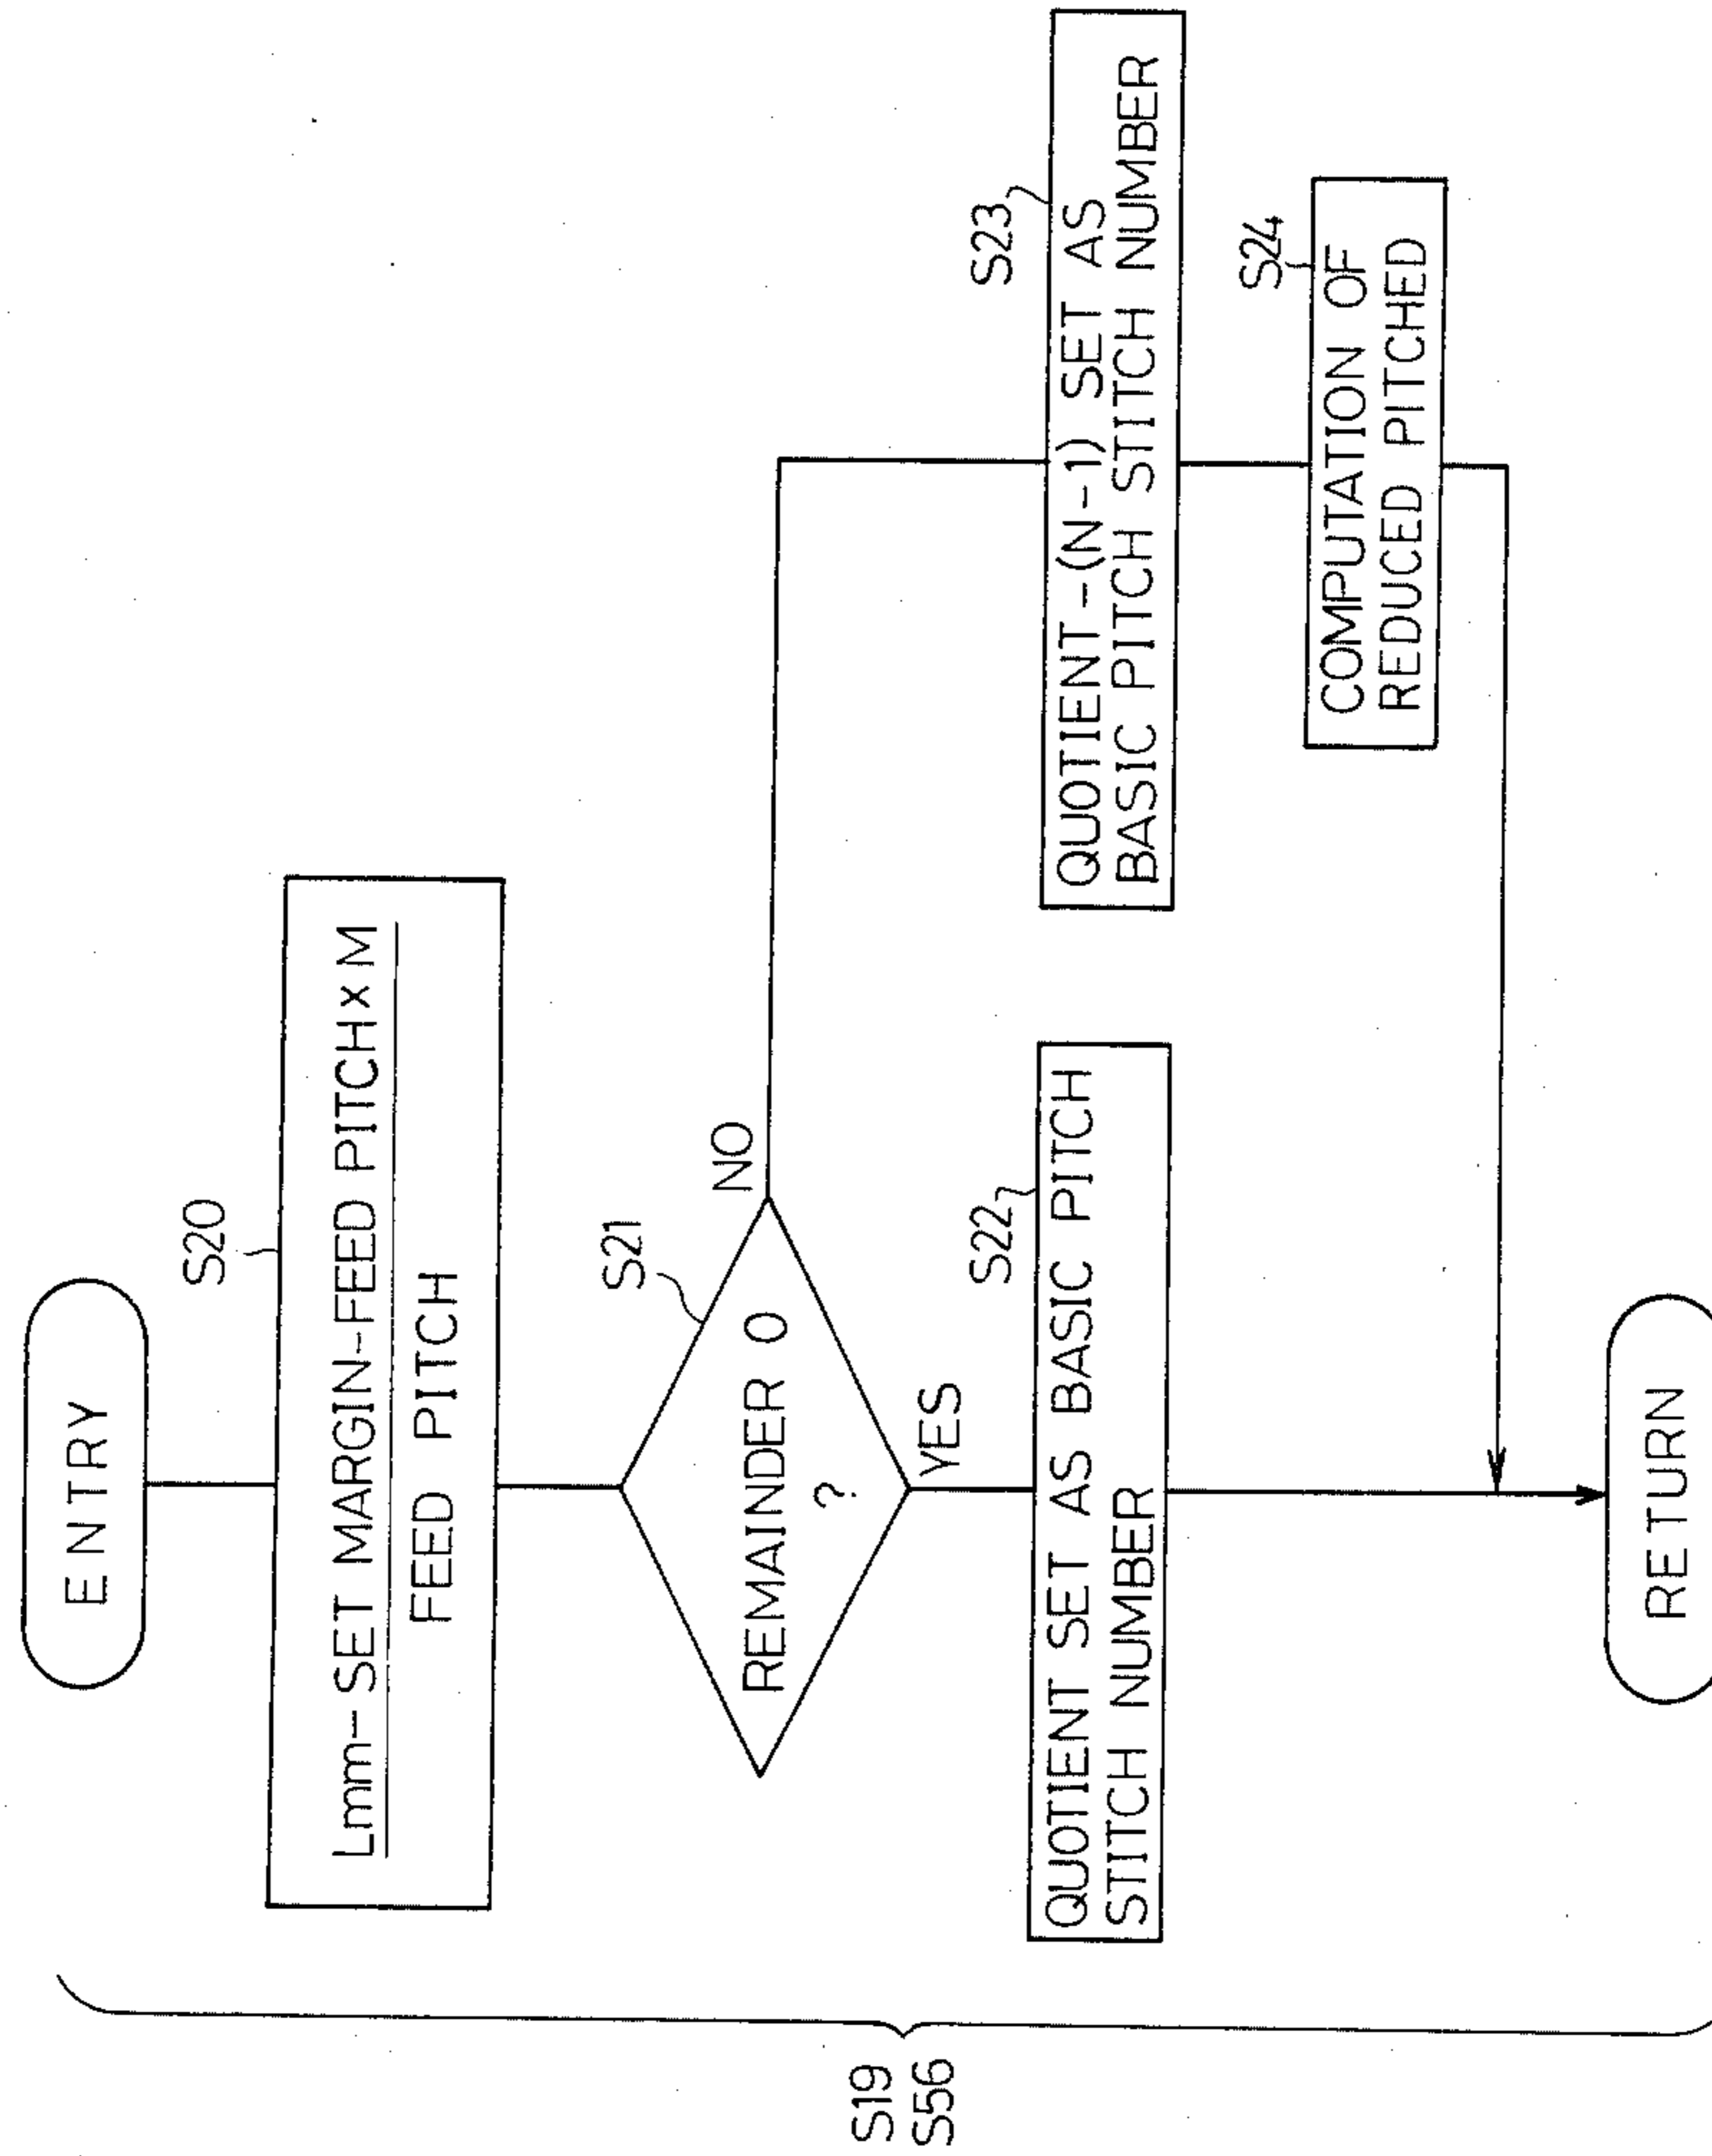 ENTRY
S20
Lmm-SET MARGIN-FEED PITCH×M
FEED PITCH
S21
REMAINDER 0
?
NO
YES
S22
QUOTIENT SET AS BASIC PITCH
STITCH NUMBER
S23
QUOTIENT-(N-1) SET AS
BASIC PITCH STITCH NUMBER
S24
COMPUTATION OF
REDUCED PITCHED
RETURN
S19
S56